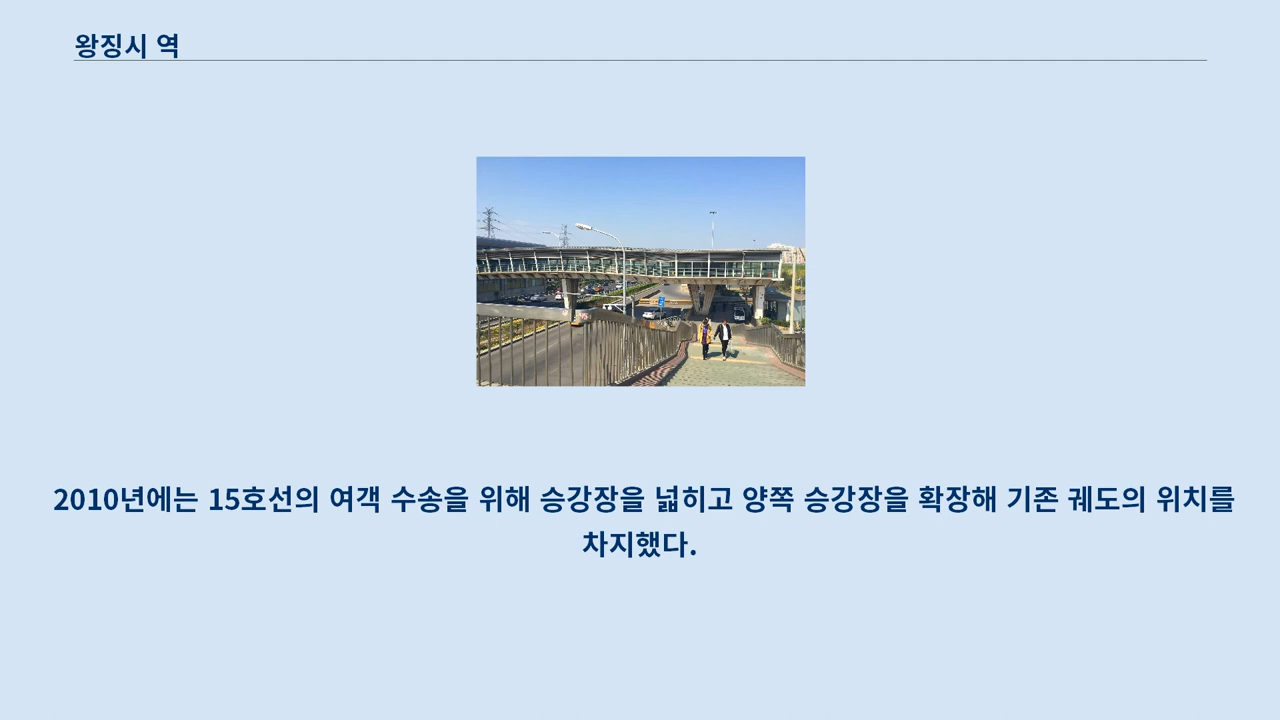 왕징시 역
2010년에는 15호선의 여객 수송을 위해 승강장을 넓히고 양쪽 승강장을 확장해 기존 궤도의 위치를
차지했다.